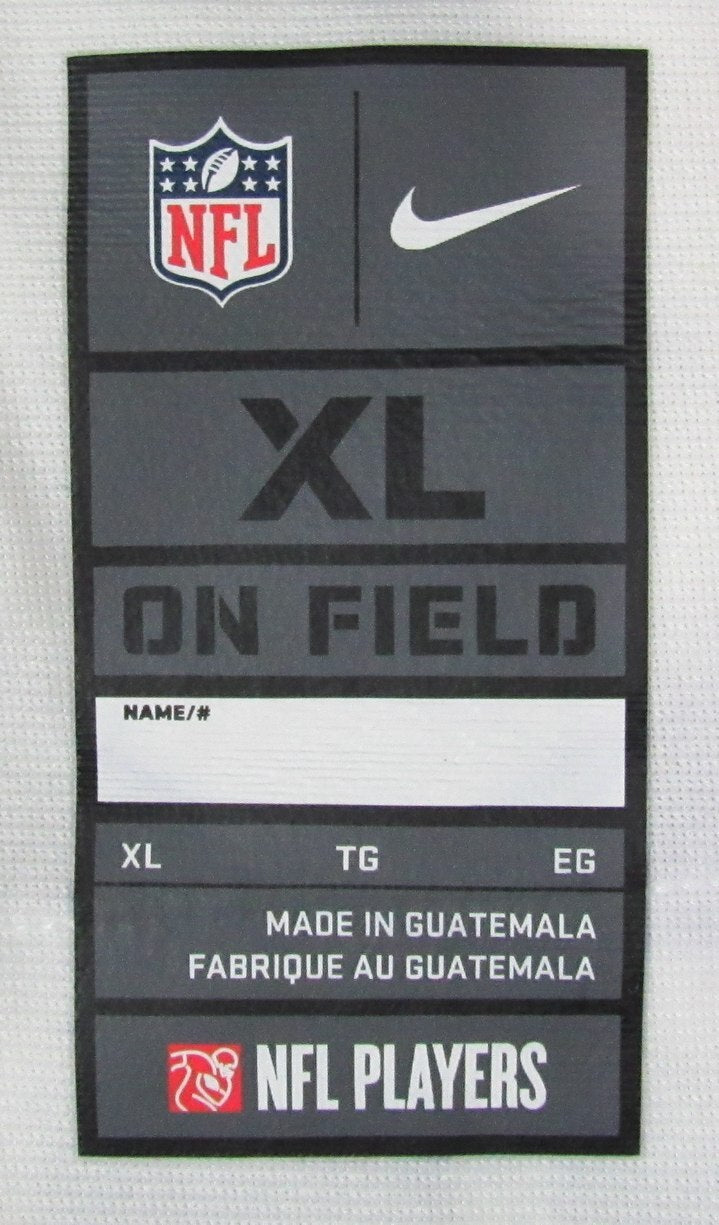 NFL
XL
ON FIELD
NAME/#
XL TG EG
MADE IN GUATEMALA
FABRIQUE AU GUATEMALA
NFL PLAYERS